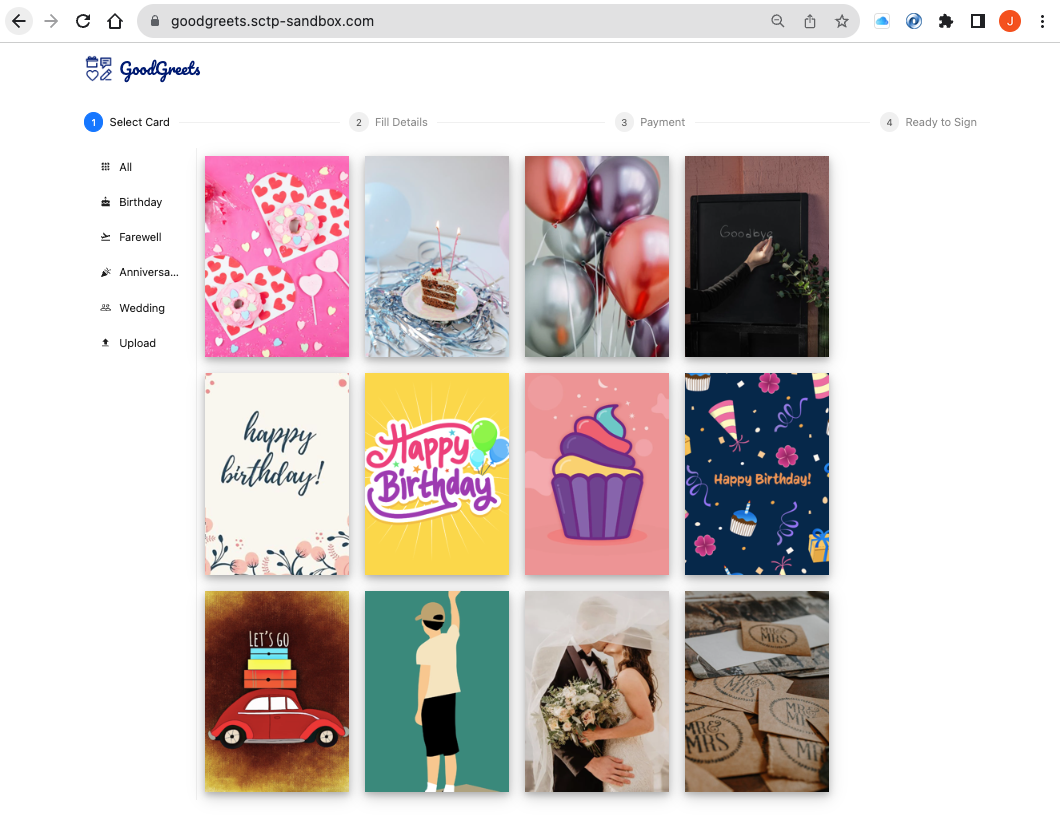 goodgreets.sctp-sandbox.com
J
GoodGreets
1 Select Card
2 Fill Details
3 Payment
4 Ready to Sign
All
Birthday
Farewell
Anniversa...
Wedding
Upload
Goodbye
happy
birthday!
Happy
Birthday
Happy Birthday!
LET'S GO
MR &
MRS
MR&
MRS
MR&
MRS